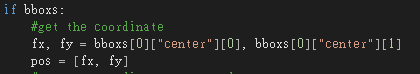 if bboxs:
#get the coordinate
fx, fy = bboxs[0]["center"][0], bboxs[0]["center"][1]
pos = [fx, fy]